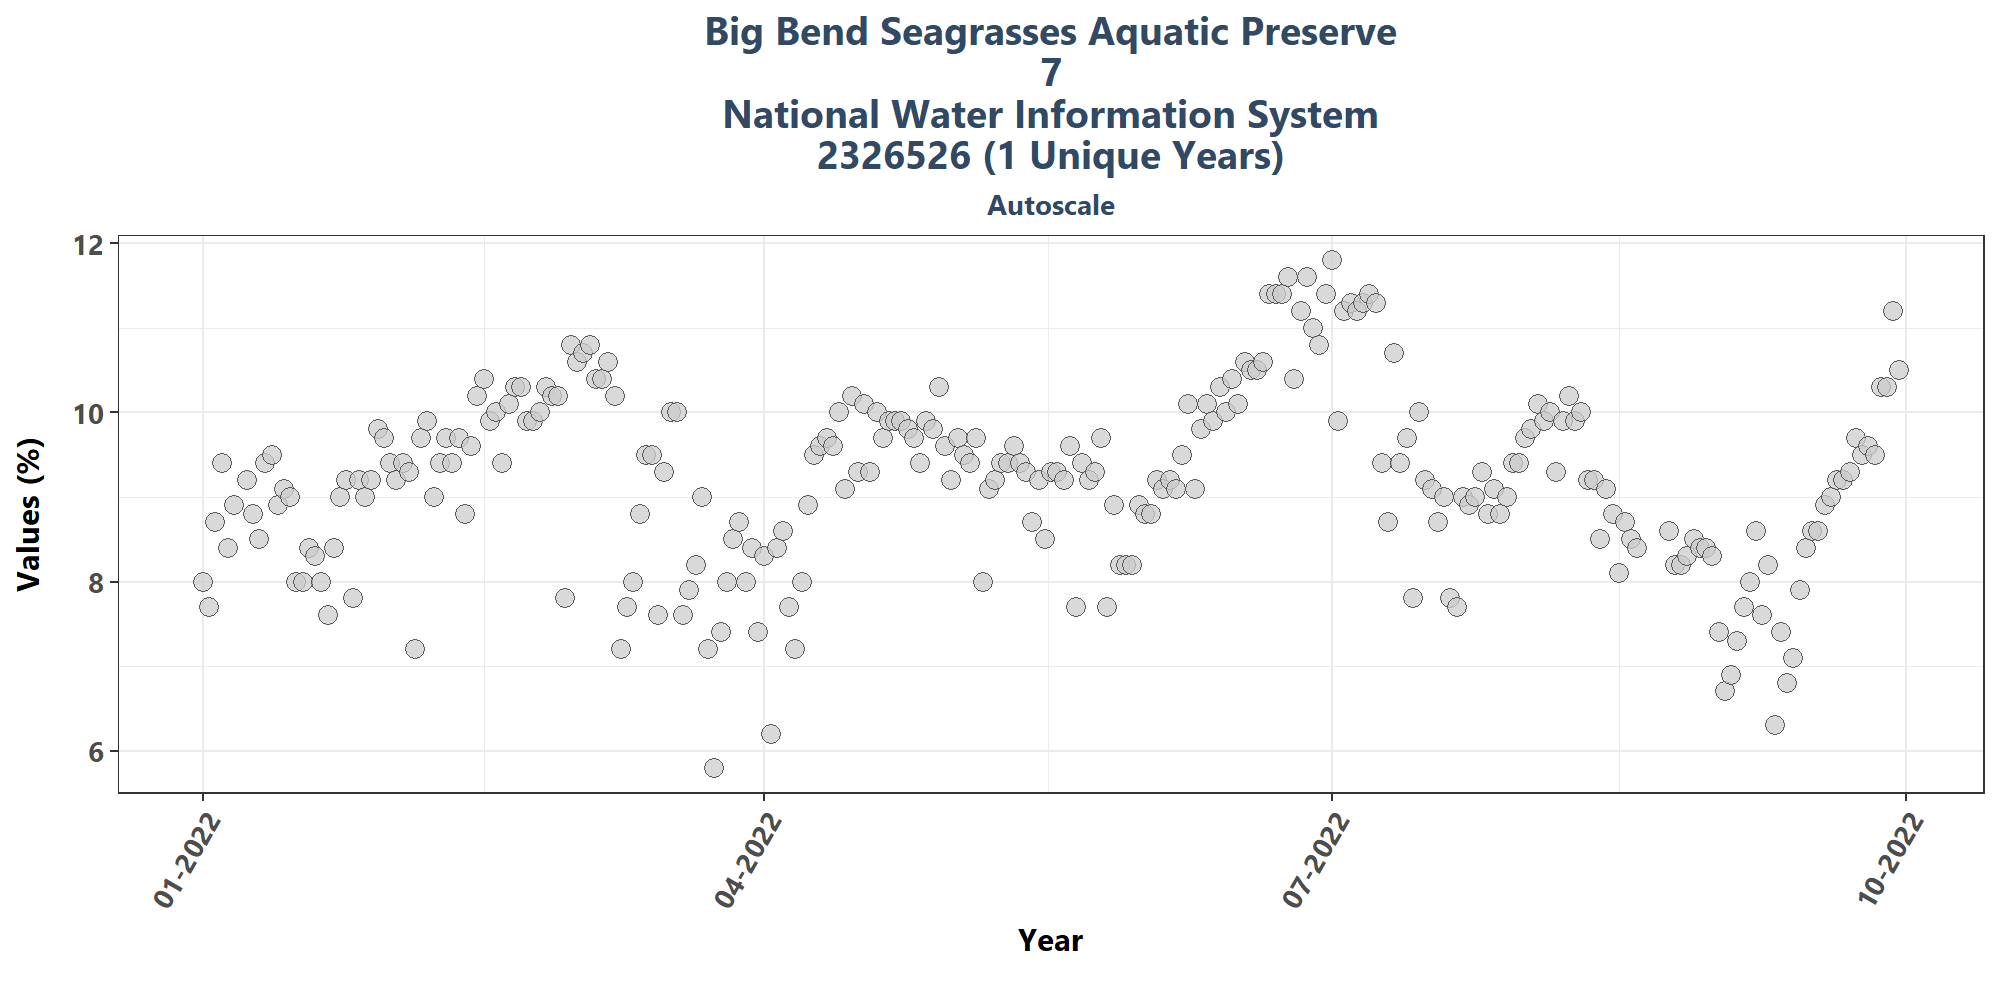 Big Bend Seagrasses Aquatic Preserve
7
National Water Information System
2326526 (1 Unique Years)
Autoscale
12
10
8
6
Values (%)
01-2022
04-2022
07-2022
10-2022
Year